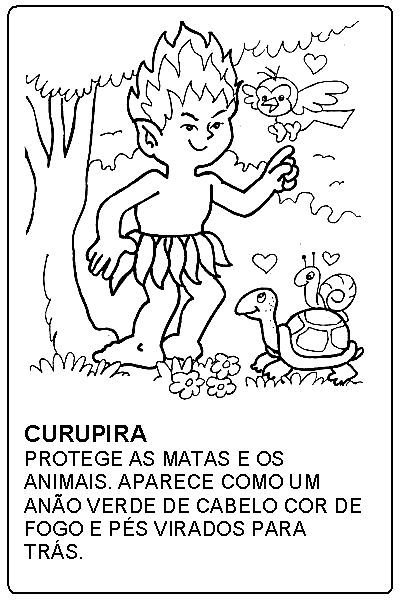 CURUPIRA
PROTEGE AS MATAS E OS
ANIMAIS. APARECE COMO UM
ANÃO VERDE DE CABELO COR DE
FOGO E PÉS VIRADOS PARA
TRÁS.